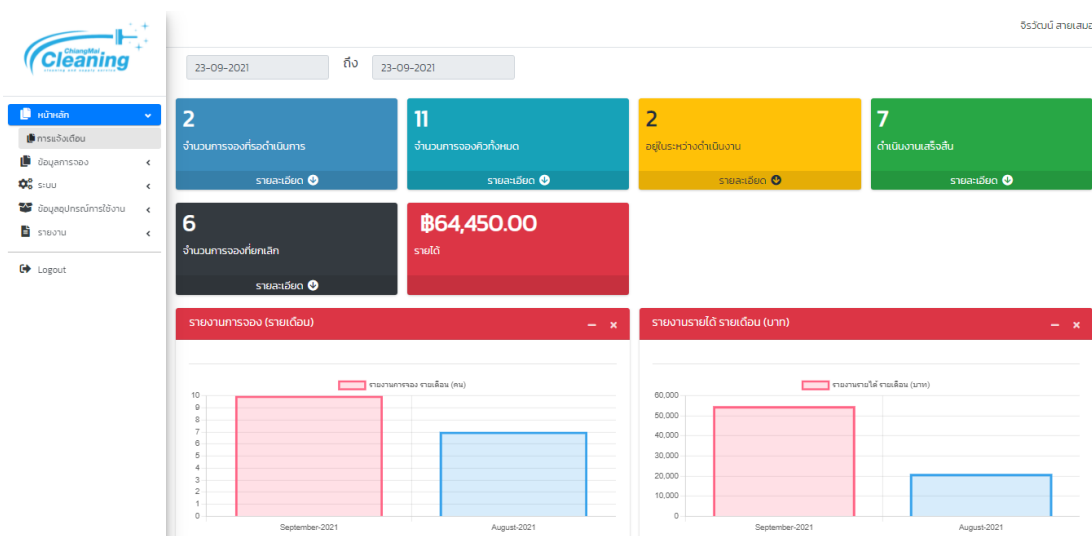 ChiangMai
Cleaning
cleaning and supply service
จิรวัฒน์ สายเสมอ
23-09-2021 ถึง 23-09-2021
หน้าหลัก
การแจ้งเตือน
ข้อมูลการจอง
ระบบ
ข้อมูลอุปกรณ์การใช้งาน
รายงาน
Logout
2
จำนวนการจองที่รอดำเนินการ
รายละเอียด
11
จำนวนการจองคิวทั้งหมด
รายละเอียด
2
อยู่ในระหว่างดำเนินงาน
รายละเอียด
7
ดำเนินงานเสร็จสิ้น
รายละเอียด
6
จำนวนการจองที่ยกเลิก
รายละเอียด
฿64,450.00
รายได้
รายงานการจอง (รายเดือน)
รายงานการจอง รายเดือน (คน)
10
9
8
7
6
5
4
3
2
1
0
September-2021 August-2021
รายงานรายได้ รายเดือน (บาท)
รายงานรายได้ รายเดือน (บาท)
60,000
50,000
40,000
30,000
20,000
10,000
0
September-2021 August-2021